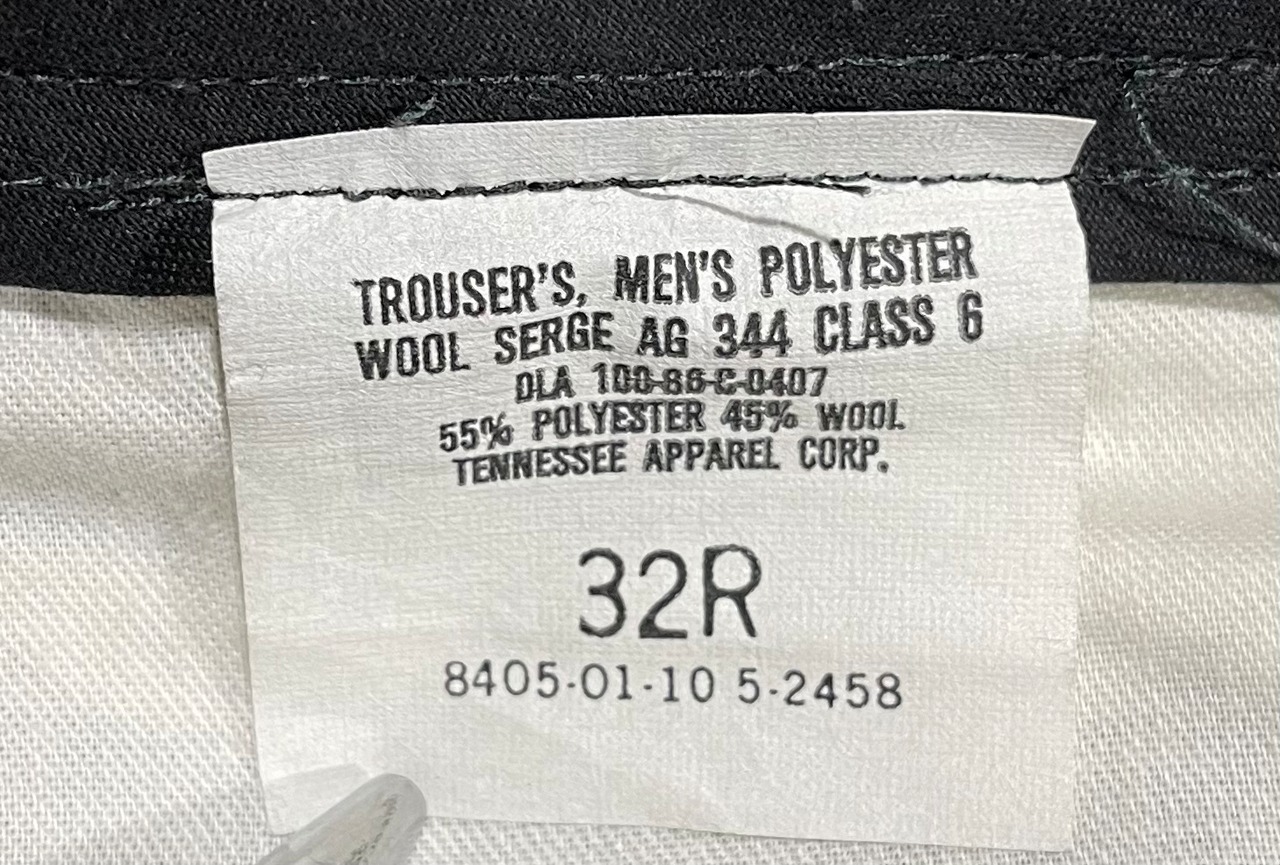 TROUSER'S, MEN'S POLYESTER
WOOL SERGE AG 344 CLASS 6
DLA 100-86-C-0407
55% POLYESTER 45% WOOL
TENNESSEE APPAREL CORP.
32R
8405-01-10 5-2458